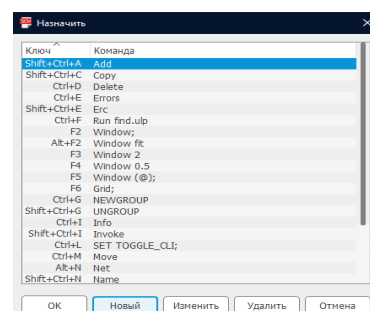 Назначить
Ключ Команда
Shift+Ctrl+A Add
Shift+Ctrl+C Copy
Ctrl+D Delete
Ctrl+E Errors
Shift+Ctrl+E Erc
Ctrl+F Run find.ulp
F2 Window;
Alt+F2 Window fit
F3 Window 2
F4 Window 0.5
F5 Window (@);
F6 Grid;
Ctrl+G NEWGROUP
Shift+Ctrl+G UNGROUP
Ctrl+I Info
Shift+Ctrl+I Invoke
Ctrl+L SET TOGGLE_CLI;
Ctrl+M Move
Alt+N Net
Shift+Ctrl+N Name
OK Новый Изменить Удалить Отмена